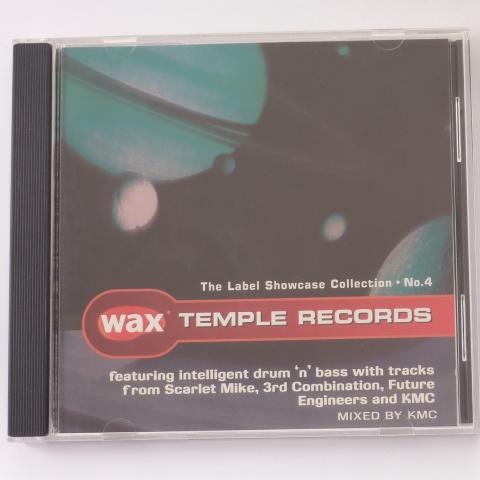 The Label Showcase Collection • No.4
wax® TEMPLE RECORDS
featuring intelligent drum 'n' bass with tracks
from Scarlet Mike, 3rd Combination, Future
Engineers and KMC
MIXED BY KMC